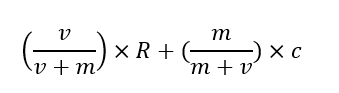 (v/(v + m)) × R + (m/(m + v)) × c